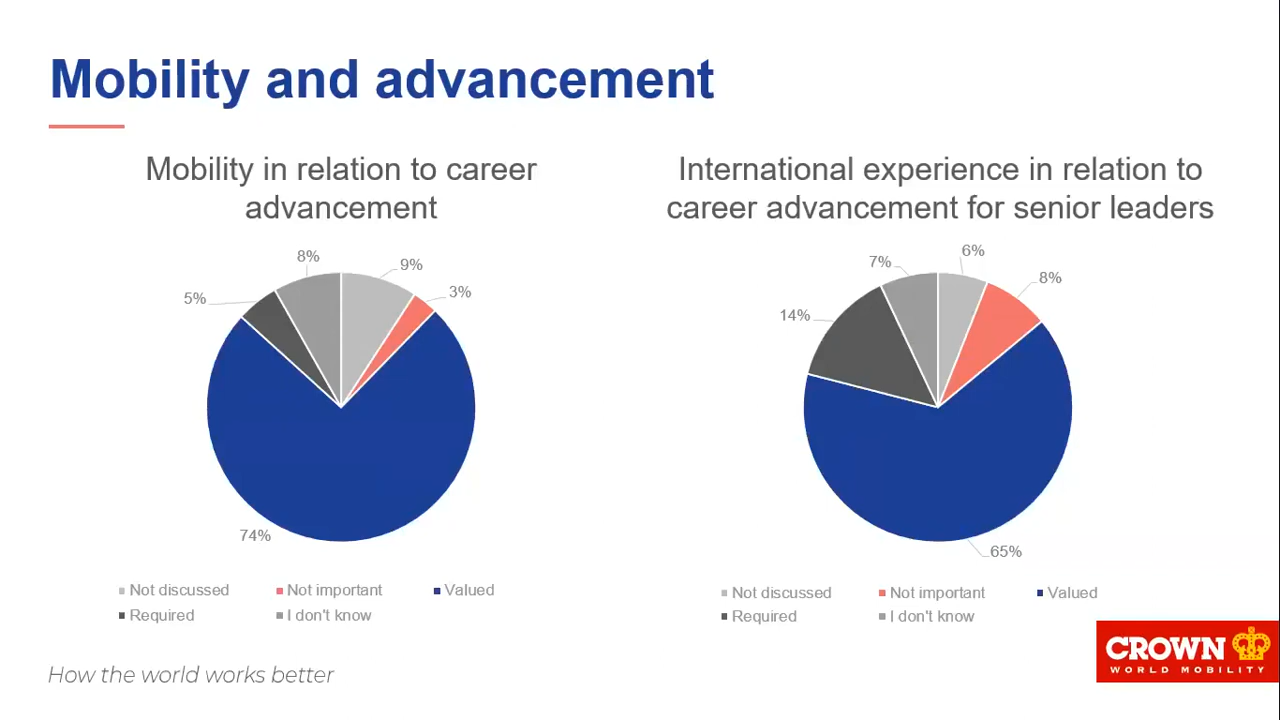 Mobility and advancement
Mobility in relation to career
advancement
8%
9%
5%
3%
74%
Not discussed
Not important
Valued
Required
I don't know
International experience in relation to
career advancement for senior leaders
6%
7%
8%
14%
65%
Not discussed
Not important
Valued
Required
I don't know
How the world works better
CROWN
WORLD MOBILITY